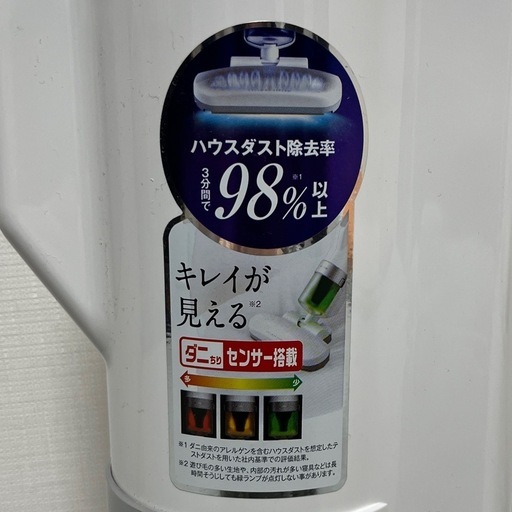 ハウスダスト除去率
3分間で
98%以上
※1
キレイが
見える※2
ダニちりセンサー搭載
多 少
※1 ダニ由来のアレルゲンを含むハウスダストを想定したテ
ストダストを用いた社内基準での評価結果。
※2 遊び毛の多い生地や、内部の汚れが多い寝具などは長
時間そうじしても緑ランプが点灯しない事があります。